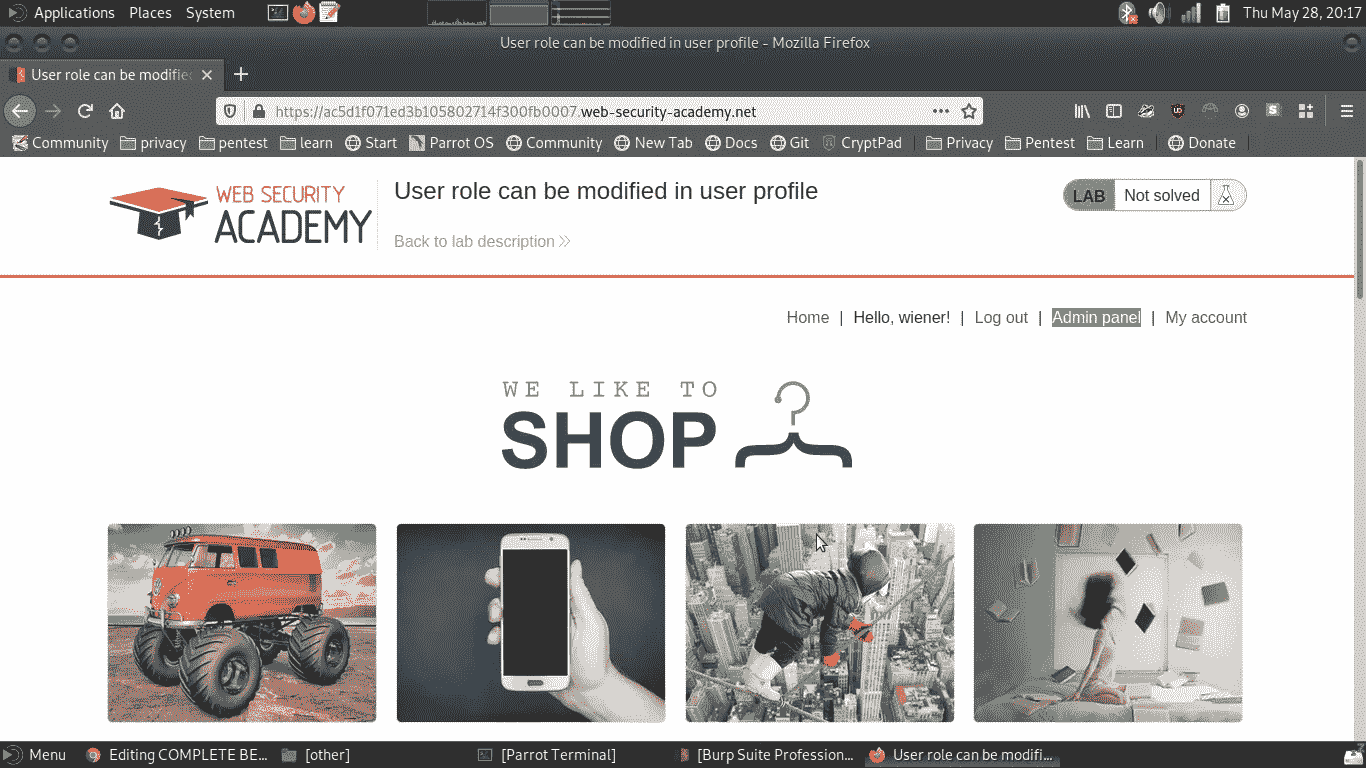 Applications Places System Thu May 28, 20:17
User role can be modified in user profile - Mozilla Firefox
User role can be modified
https://ac5d1f071ed3b105802714f300fb0007.web-security-academy.net
Community privacy pentest learn Start Parrot OS Community New Tab Docs Git CryptPad Privacy Pentest Learn Donate
WEB SECURITY
ACADEMY
User role can be modified in user profile
LAB Not solved
Back to lab description
Home | Hello, wiener! | Log out | Admin panel | My account
WE LIKE TO
SHOP
Menu Editing COMPLETE BE... [other] [Parrot Terminal] [Burp Suite Profession... User role can be modifi...